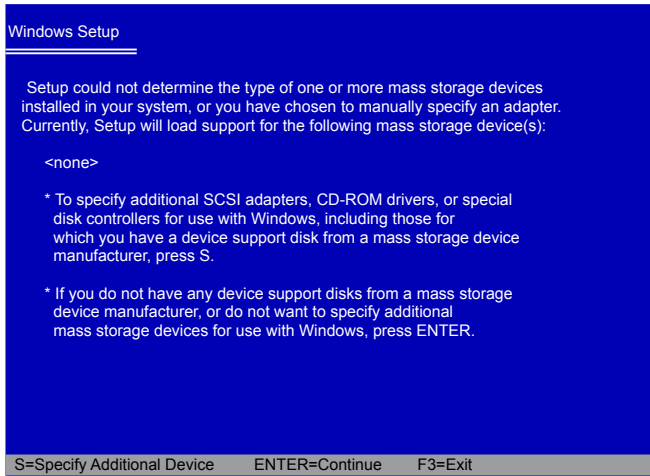 Windows Setup
Setup could not determine the type of one or more mass storage devices
installed in your system, or you have chosen to manually specify an adapter.
Currently, Setup will load support for the following mass storage device(s):
<none>
* To specify additional SCSI adapters, CD-ROM drivers, or special
disk controllers for use with Windows, including those for
which you have a device support disk from a mass storage device
manufacturer, press S.
* If you do not have any device support disks from a mass storage
device manufacturer, or do not want to specify additional
mass storage devices for use with Windows, press ENTER.
S=Specify Additional Device ENTER=Continue F3=Exit